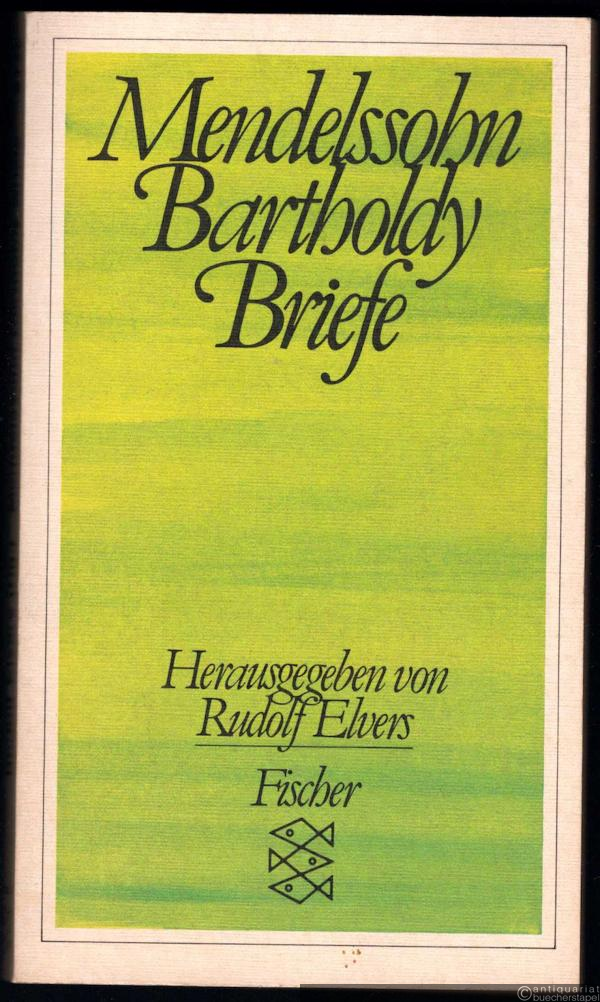 Mendelssohn
Bartholdy
Briefe
Herausgegeben von
Rudolf Elvers
Fischer
©antiquariat
buecherstapel